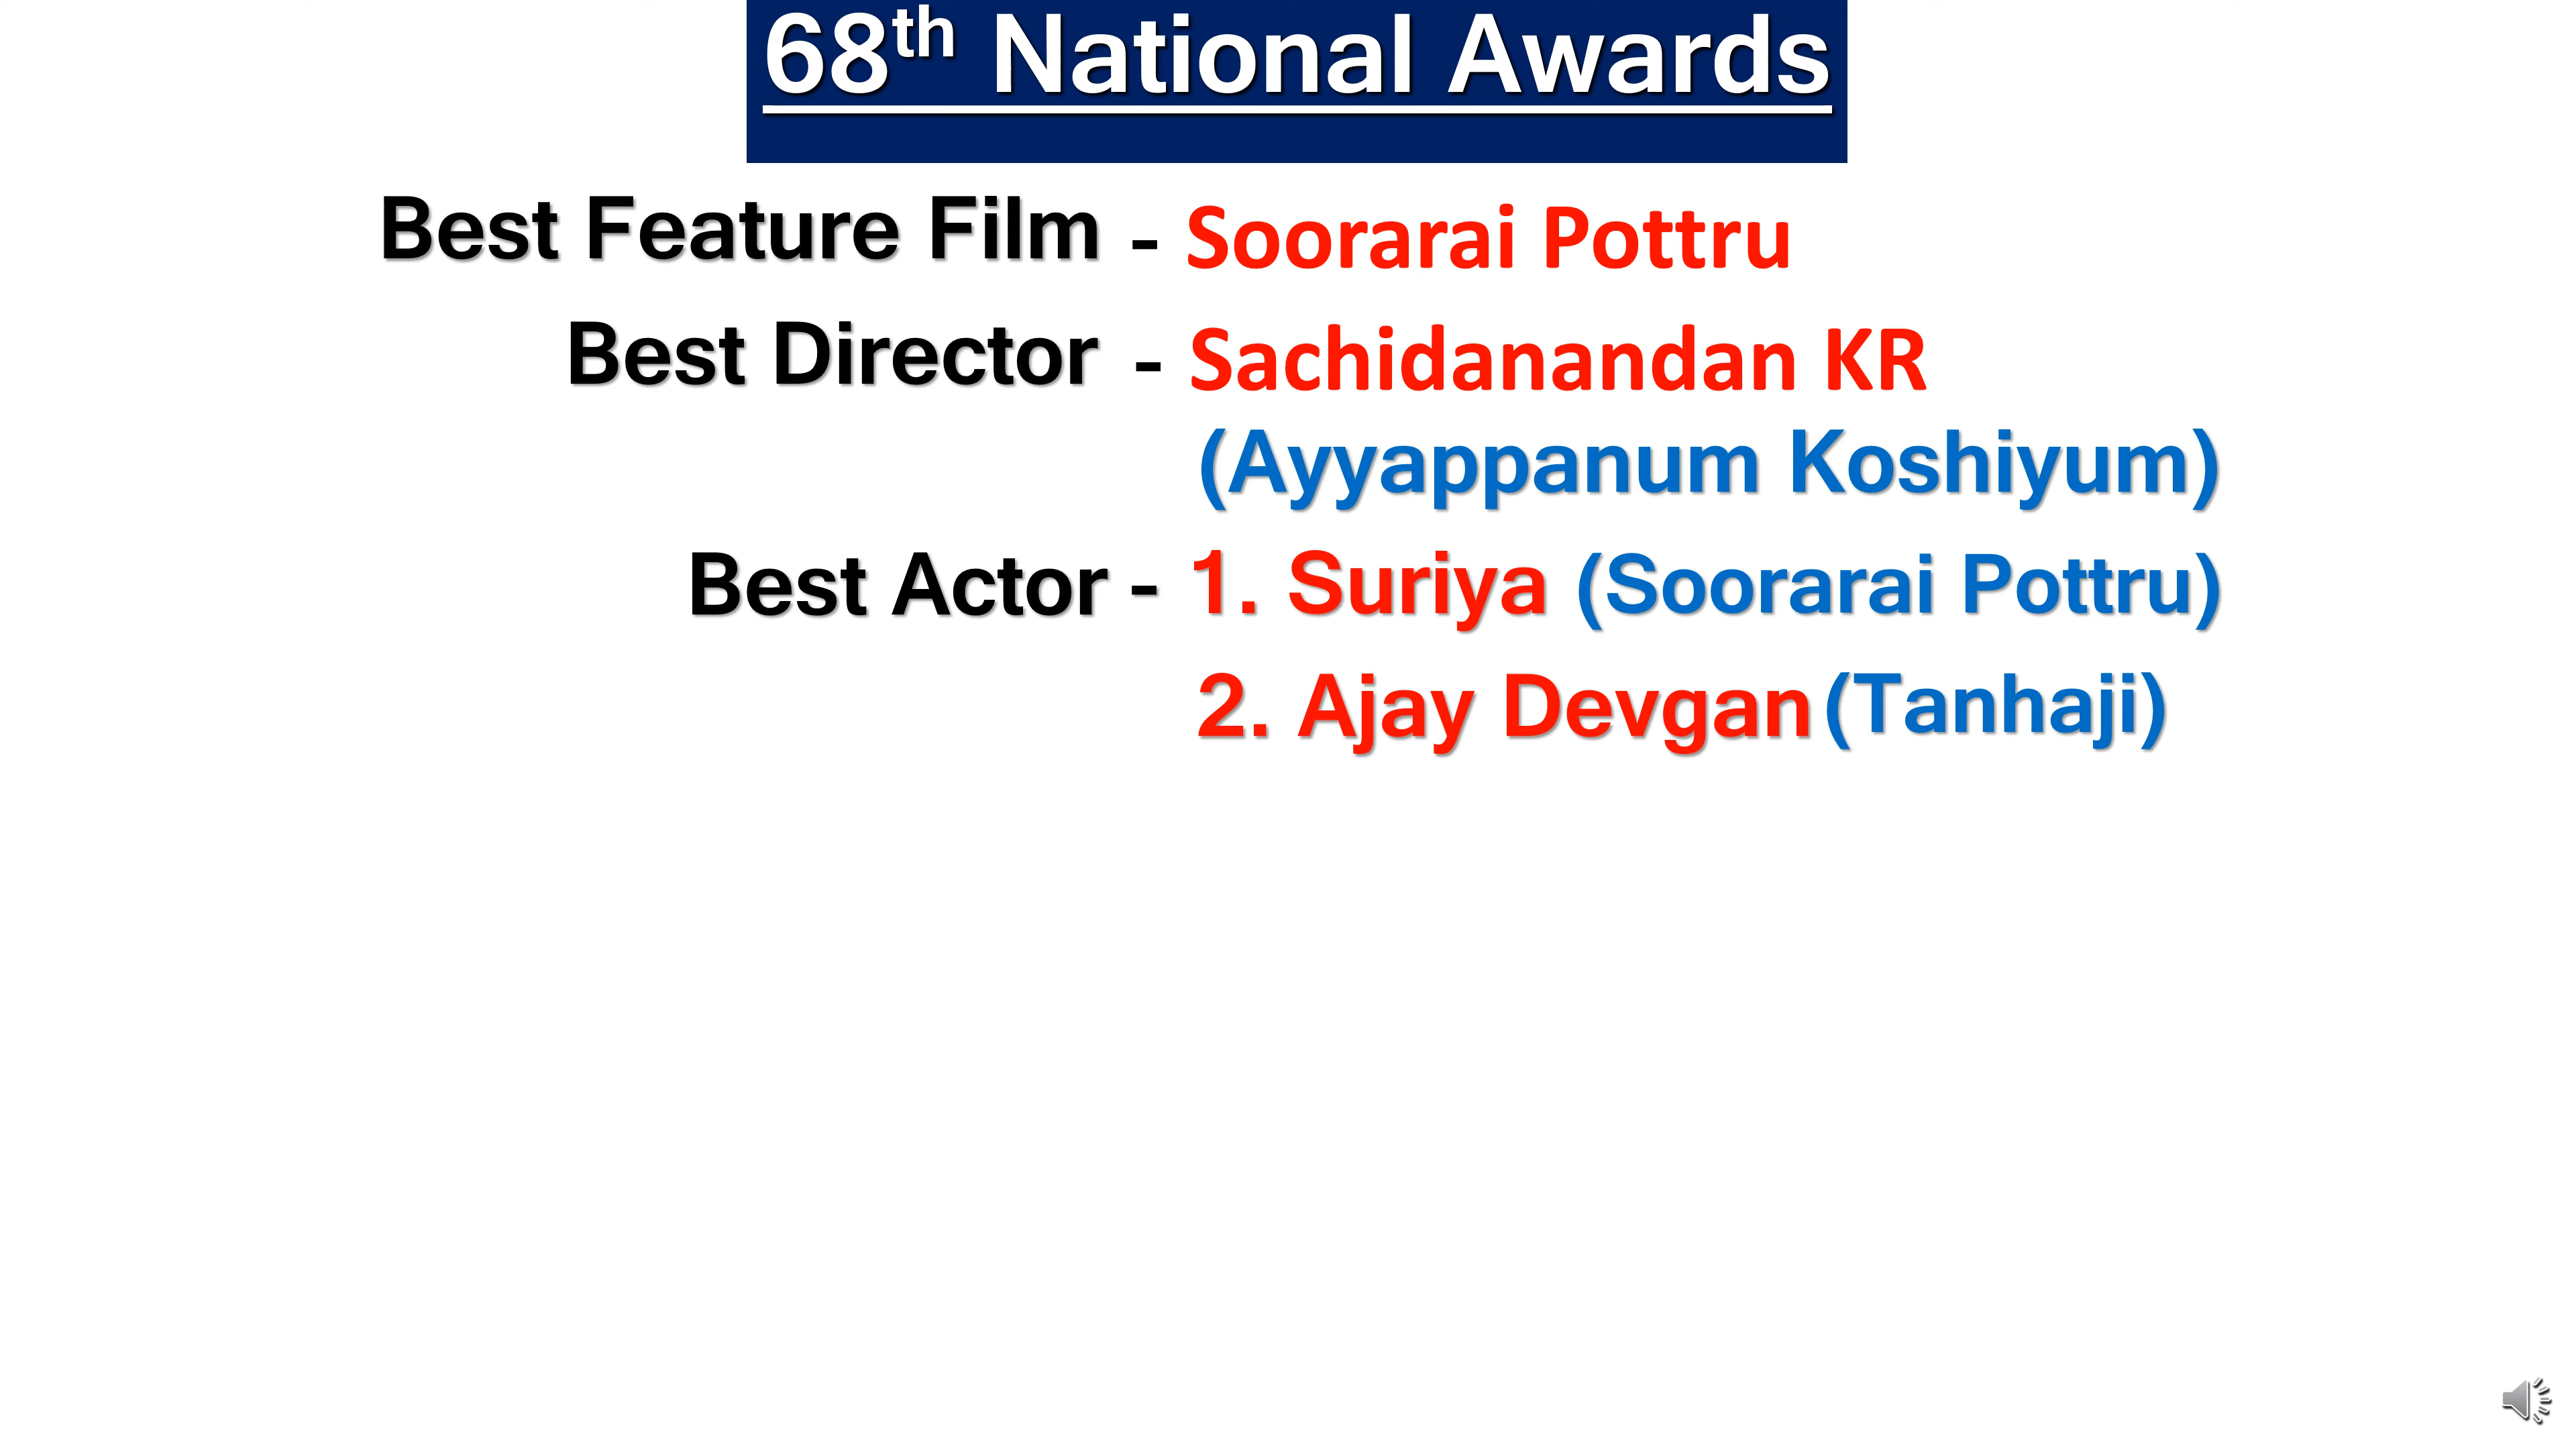 68th National Awards
Best Feature Film - Soorarai Pottru
Best Director - Sachidanandan KR
(Ayyappanum Koshiyum)
Best Actor - 1. Suriya (Soorarai Pottru)
2. Ajay Devgan (Tanhaji)